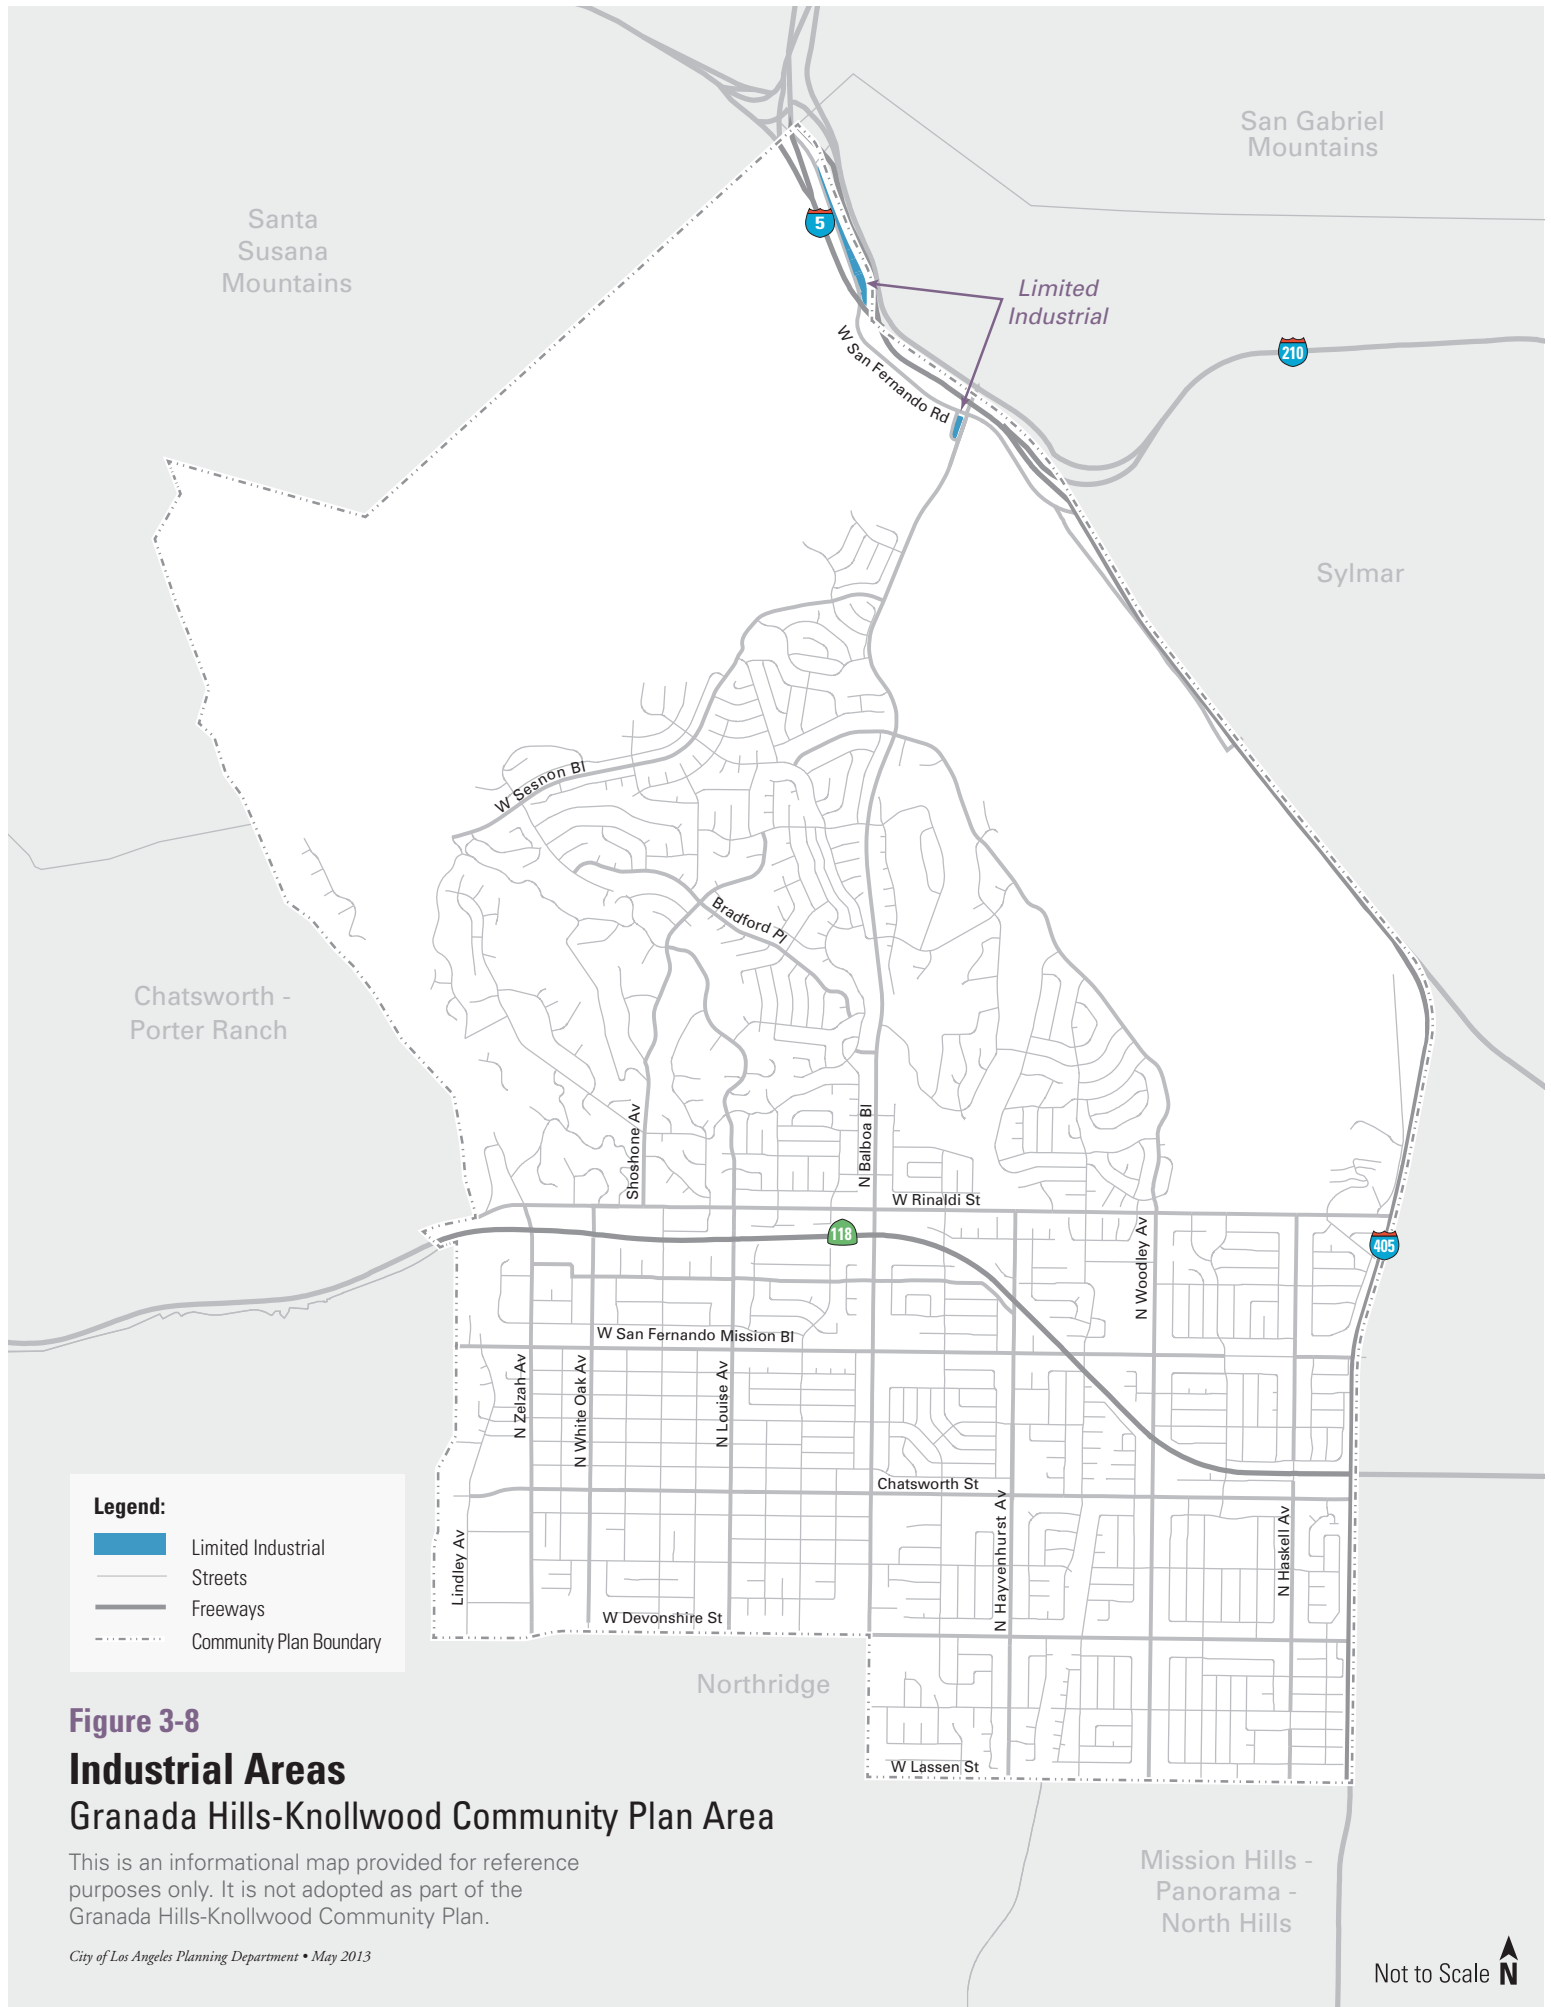 San Gabriel
Mountains
Santa
Susana
Mountains
5
Limited
Industrial
W San Fernando Rd
210
Sylmar
W Sesnon Bl
Bradford Pl
Chatsworth -
Porter Ranch
Shoshone Av
N Balboa Bl
W Rinaldi St
118
N Woodley Av
405
W San Fernando Mission Bl
N Zelzah Av
N White Oak Av
N Louise Av
Chatsworth St
N Hayvenhurst Av
N Haskell Av
Lindley Av
W Devonshire St
Northridge
W Lassen St
Legend:
Limited Industrial
Streets
Freeways
Community Plan Boundary
Figure 3-8
Industrial Areas
Granada Hills-Knollwood Community Plan Area
This is an informational map provided for reference
purposes only. It is not adopted as part of the
Granada Hills-Knollwood Community Plan.
City of Los Angeles Planning Department • May 2013
Mission Hills -
Panorama -
North Hills
Not to Scale N